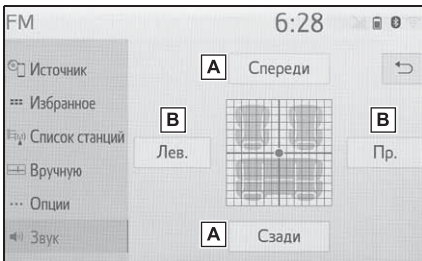 FM 6:28
Источник
Избранное
Список станций
Вручную
Опции
Звук
A Спереди
B B
Лев. Пр.
A Сзади